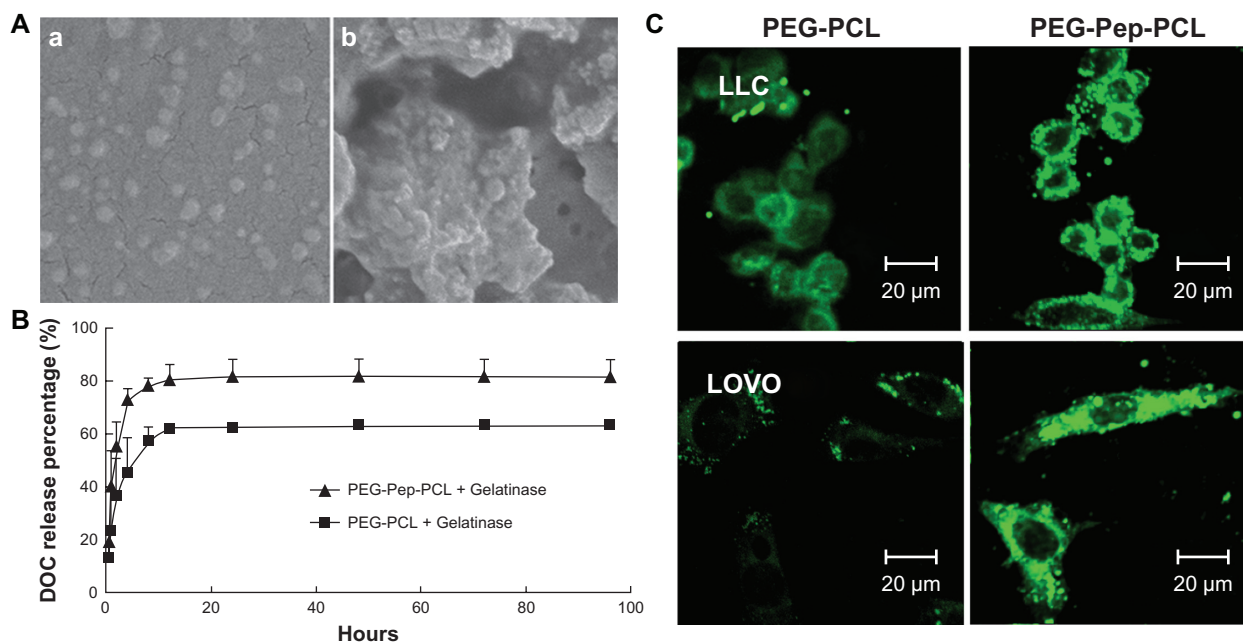 A
a
b
B
DOC release percentage (%)
100
80
60
40
20
0
PEG-Pep-PCL + Gelatinase
PEG-PCL + Gelatinase
0 20 40 60 80 100
Hours
C
PEG-PCL PEG-Pep-PCL
LLC
20 µm 20 µm
LOVO
20 µm 20 µm